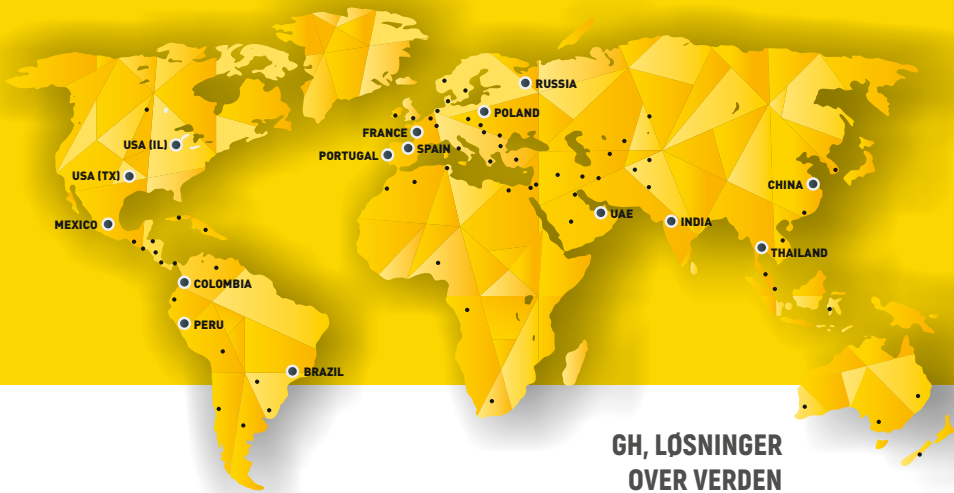 RUSSIA
POLAND
FRANCE
SPAIN
PORTUGAL
USA (IL)
USA (TX)
MEXICO
CHINA
UAE
INDIA
THAILAND
COLOMBIA
PERU
BRAZIL
GH, LØSNINGER
OVER VERDEN